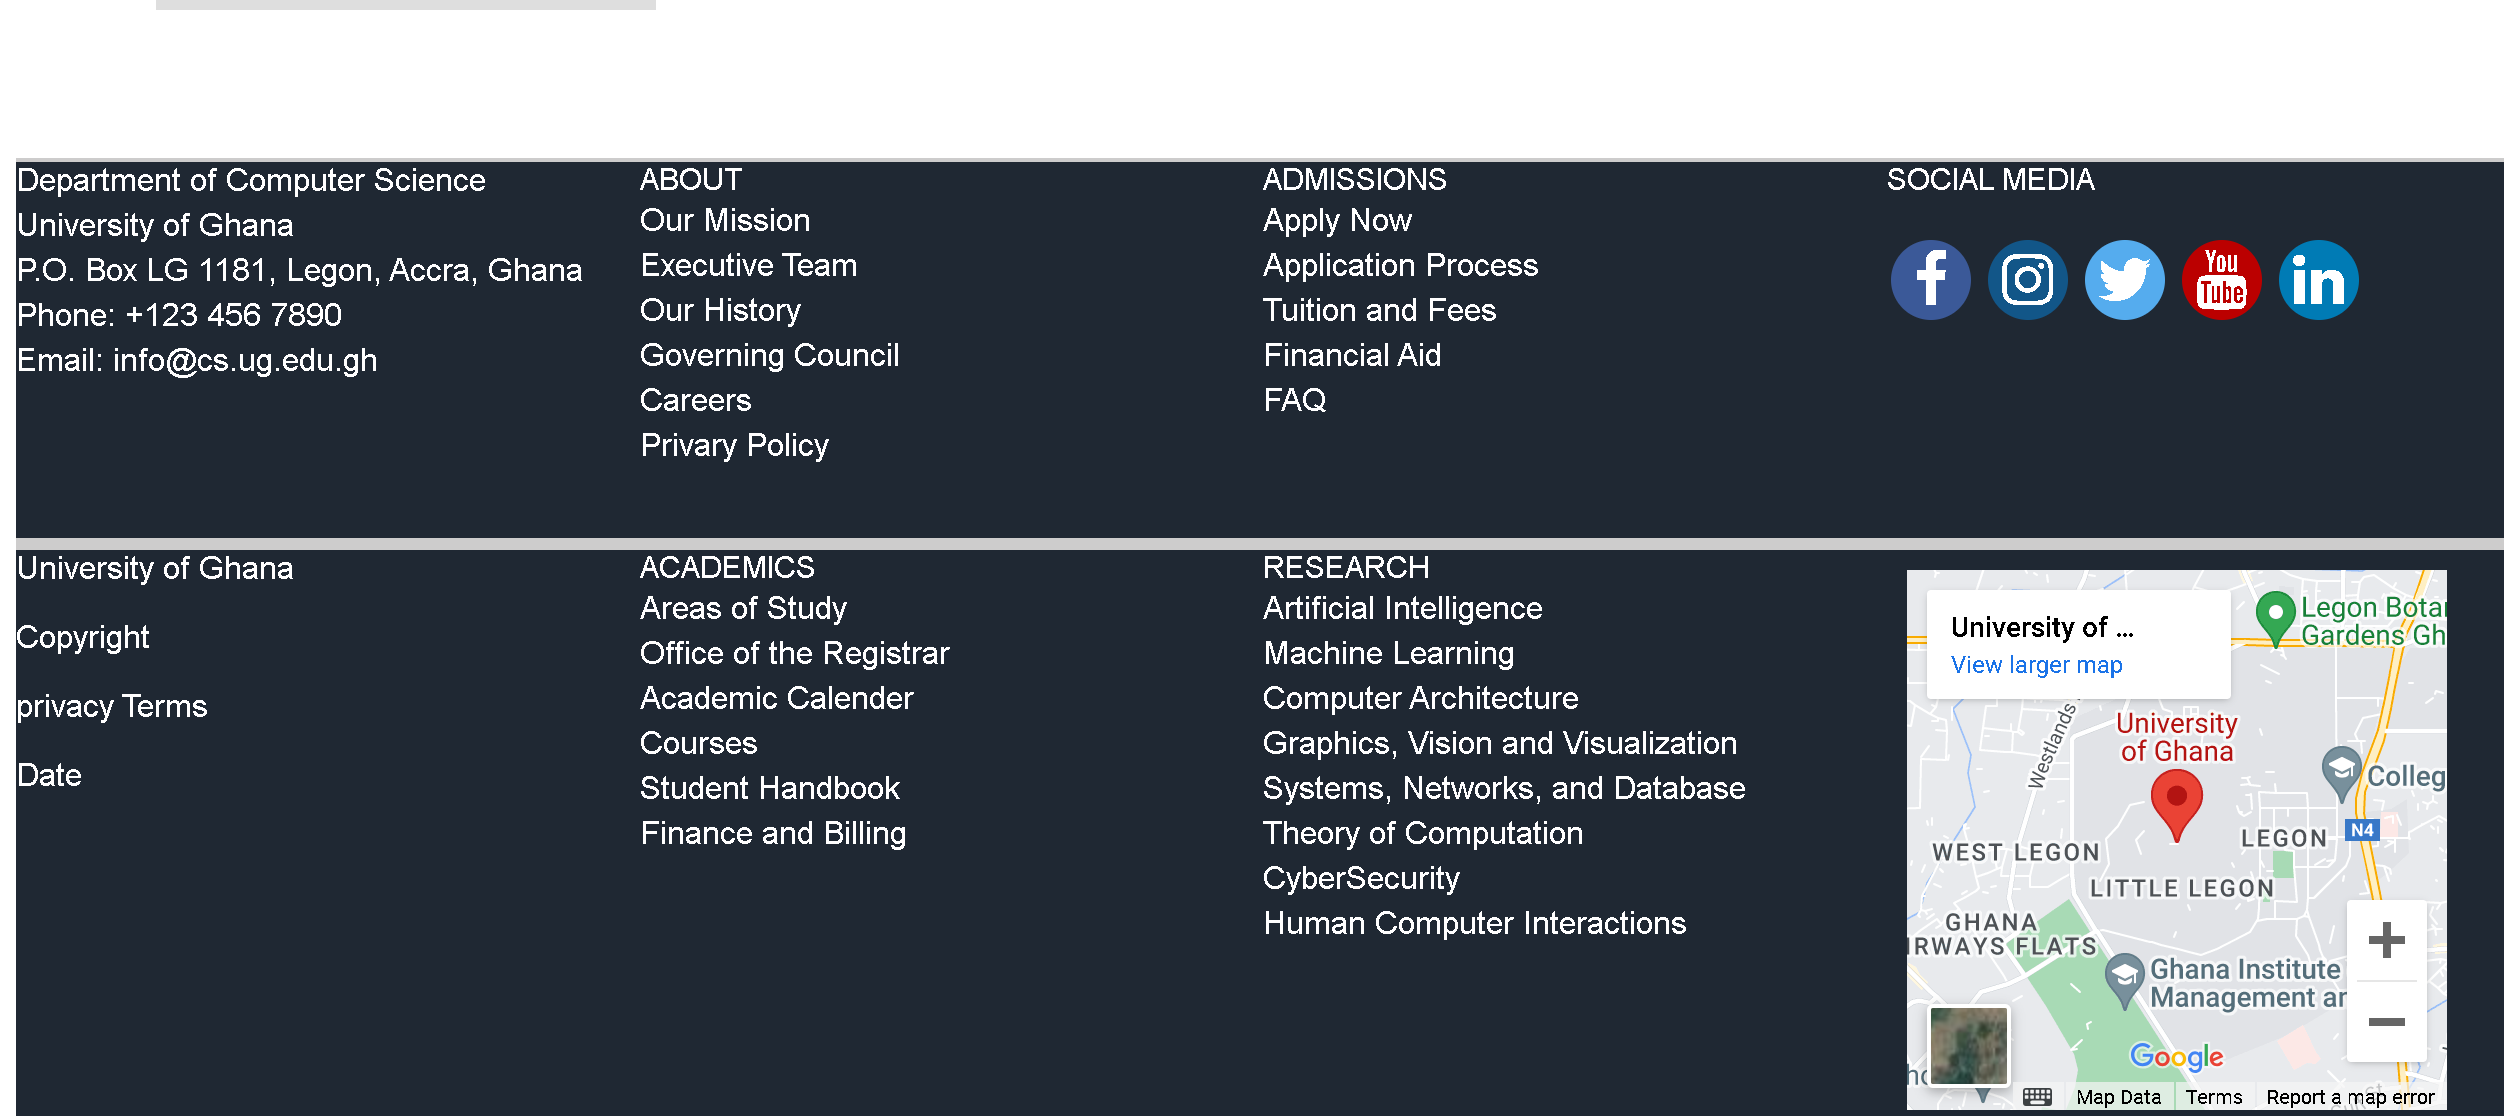 Department of Computer Science
University of Ghana
P.O. Box LG 1181, Legon, Accra, Ghana
Phone: +123 456 7890
Email: info@cs.ug.edu.gh
ABOUT
Our Mission
Executive Team
Our History
Governing Council
Careers
Privary Policy
ADMISSIONS
Apply Now
Application Process
Tuition and Fees
Financial Aid
FAQ
SOCIAL MEDIA
f
You
Tube
in
University of Ghana
Copyright
privacy Terms
Date
ACADEMICS
Areas of Study
Office of the Registrar
Academic Calender
Courses
Student Handbook
Finance and Billing
RESEARCH
Artificial Intelligence
Machine Learning
Computer Architecture
Graphics, Vision and Visualization
Systems, Networks, and Database
Theory of Computation
CyberSecurity
Human Computer Interactions
University of ...
View larger map
Legon Botar
Gardens Gh
Westlands
University
of Ghana
Colleg
N4
LEGON
WEST LEGON
LITTLE LEGON
GHANA
IRWAYS FLATS
Ghana Institute
Management an
Google
Map Data
Terms
Report a map error